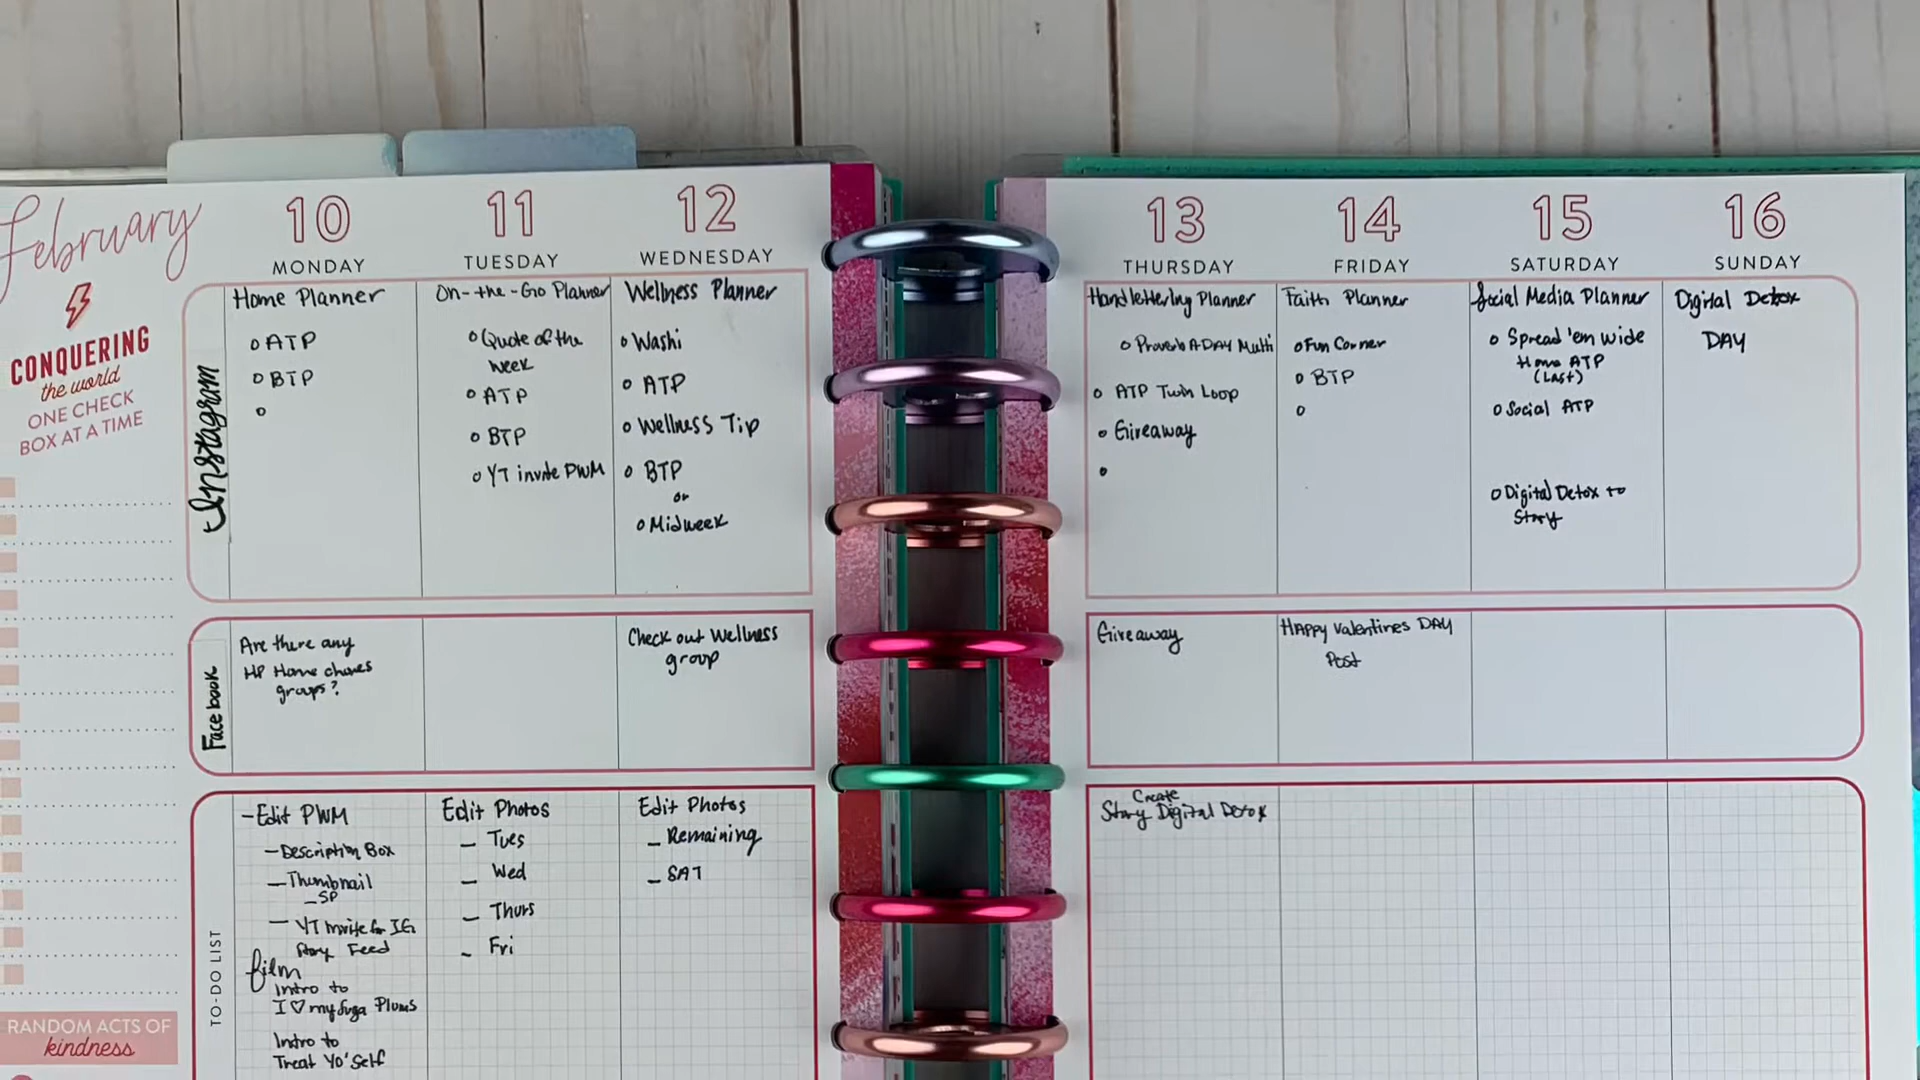 February
CONQUERING
the world
ONE CHECK
BOX AT A TIME
RANDOM ACTS OF
kindness
10
MONDAY
11
TUESDAY
12
WEDNESDAY
13
THURSDAY
14
FRIDAY
15
SATURDAY
16
SUNDAY
Instagram
Home Planner
o ATP
o BTP
o
On-the-Go Planner
o Quote of the
week
o ATP
o BTP
o YT invite PWM
Wellness Planner
o Washi
o ATP
o Wellness Tip
o BTP
or
o Midweek
Handlettering Planner
o Proverb A DAY Multi
o ATP Twin Loop
o Giveaway
o
Faith Planner
o Fun Corner
o BTP
o
Social Media Planner
o Spread 'em wide
Home ATP
(Last)
o Social ATP
o Digital Detox to
Story
Digital Detox
DAY
Facebook
Are there any
HP Home chores
groups?
Check out Wellness
group
Giveaway
Happy Valentines DAY
Post
TO-DO LIST
- Edit PWM
- Description Box
- Thumbnail
- SP
- YT invite for IG
Story Feed
film
Intro to
I ♡ my Suga Plums
Intro to
Treat Yo' Self
Edit Photos
_ Tues
_ Wed
_ Thurs
_ Fri
Edit Photos
_ Remaining
_ SAT
Create
Story Digital Detox